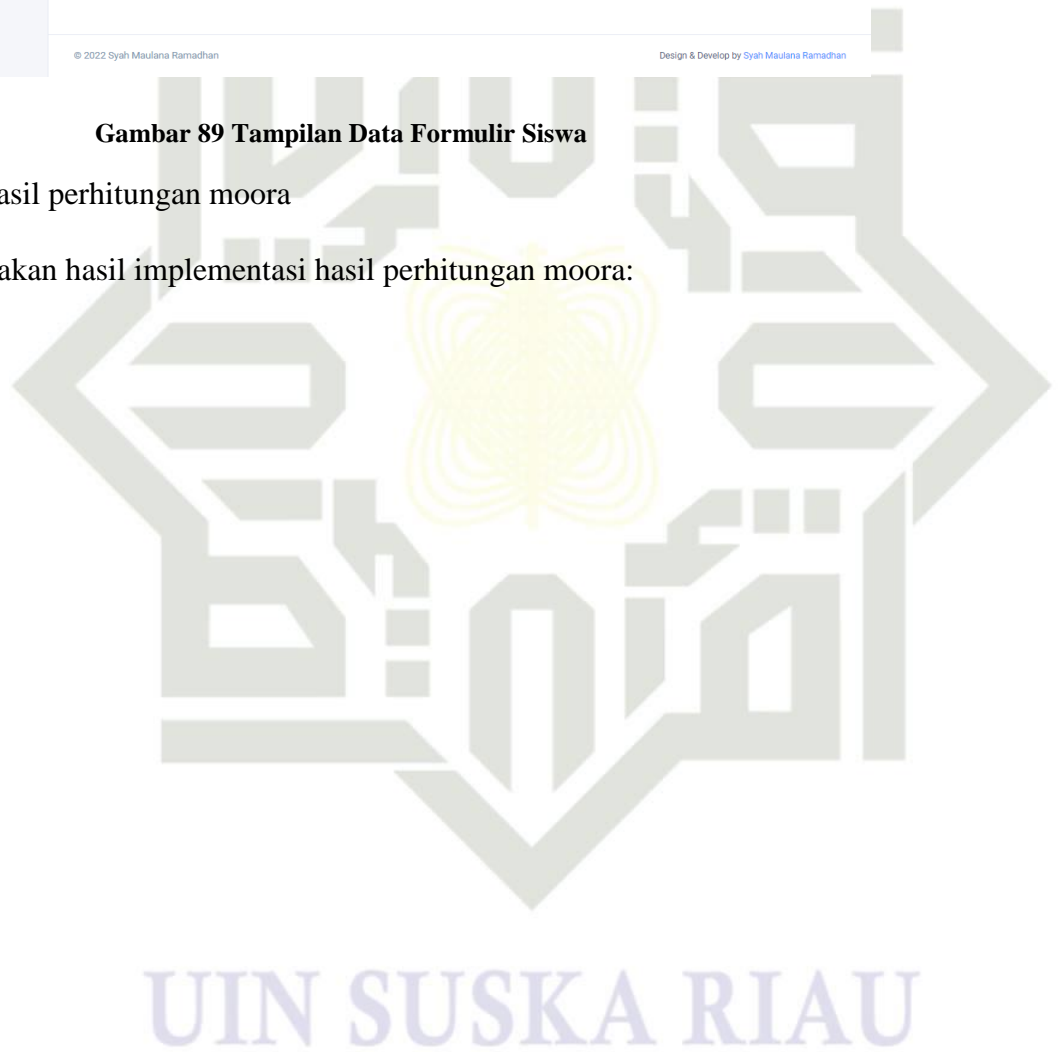 © 2022 Syah Maulana Ramadhan Design & Develop by Syah Maulana Ramadhan
Gambar 89 Tampilan Data Formulir Siswa
asil perhitungan moora
akan hasil implementasi hasil perhitungan moora:
UIN SUSKA RIAU